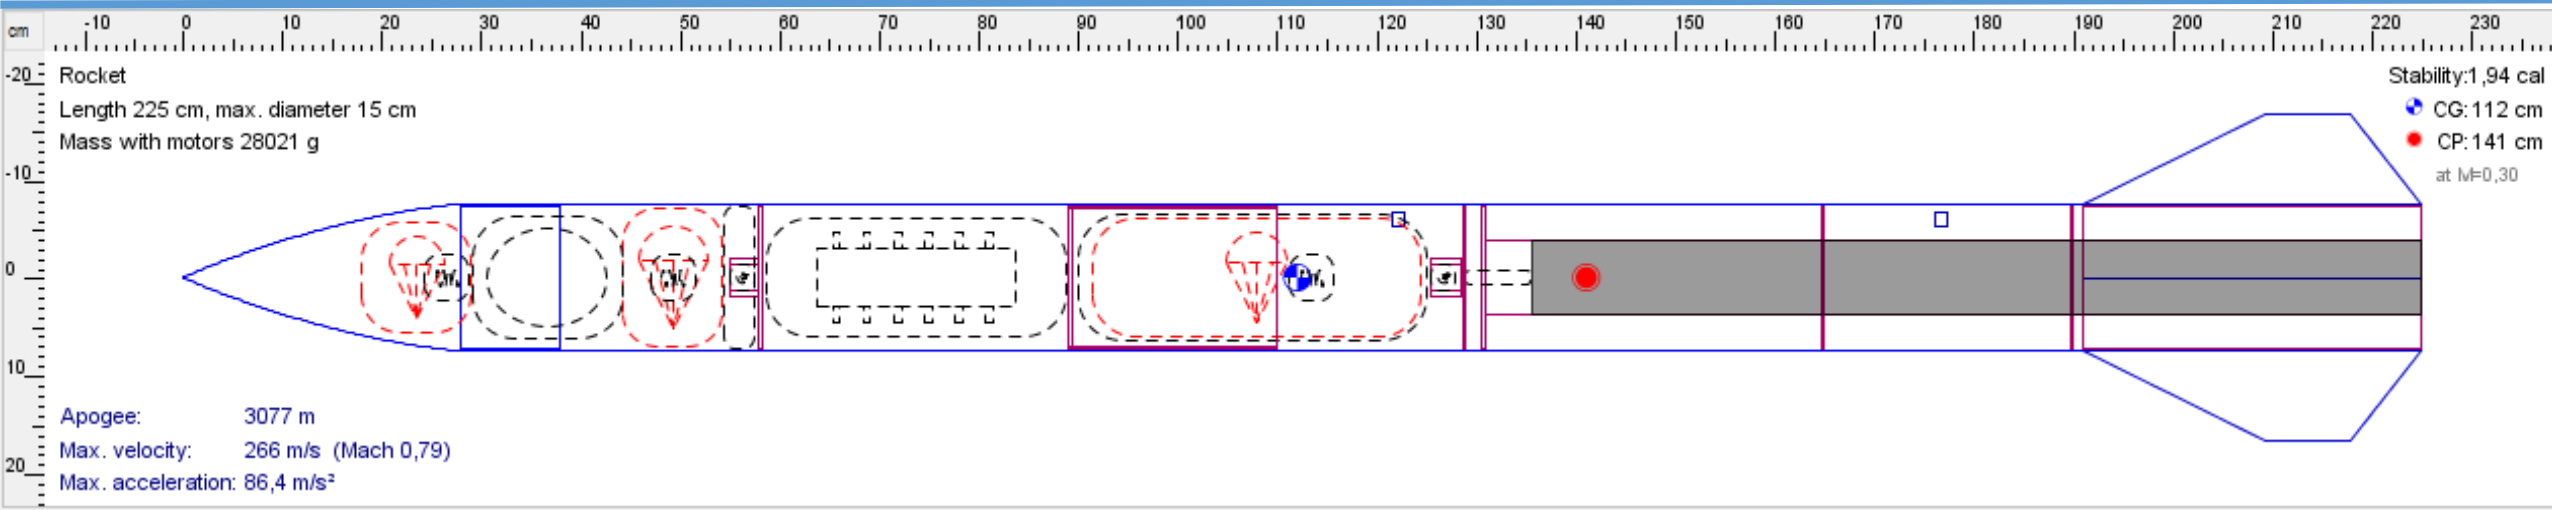 cm
-10 0 10 20 30 40 50 60 70 80 90 100 110 120 130 140 150 160 170 180 190 200 210 220 230
-20
-10
0
10
20
Rocket
Length 225 cm, max. diameter 15 cm
Mass with motors 28021 g
Stability:1,94 cal
CG: 112 cm
CP: 141 cm
at M=0,30
Apogee: 3077 m
Max. velocity: 266 m/s (Mach 0,79)
Max. acceleration: 86,4 m/s²